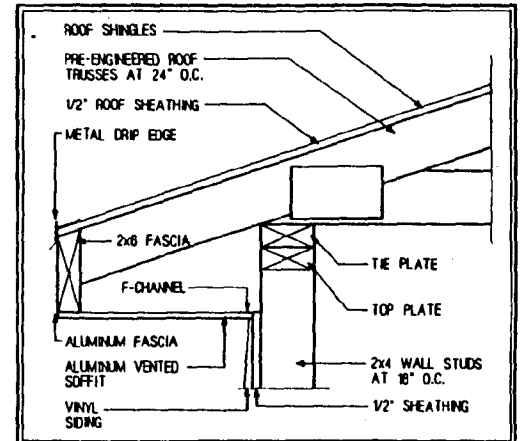 ROOF SHINGLES
PRE-ENGINEERED ROOF
TRUSSES AT 24" O.C.
1/2" ROOF SHEATHING
METAL DRIP EDGE
2x6 FASCIA
F-CHANNEL
TIE PLATE
TOP PLATE
ALUMINUM FASCIA
ALUMINUM VENTED
SOFFIT
2x4 WALL STUDS
AT 16" O.C.
VINYL
SIDING
1/2" SHEATHING